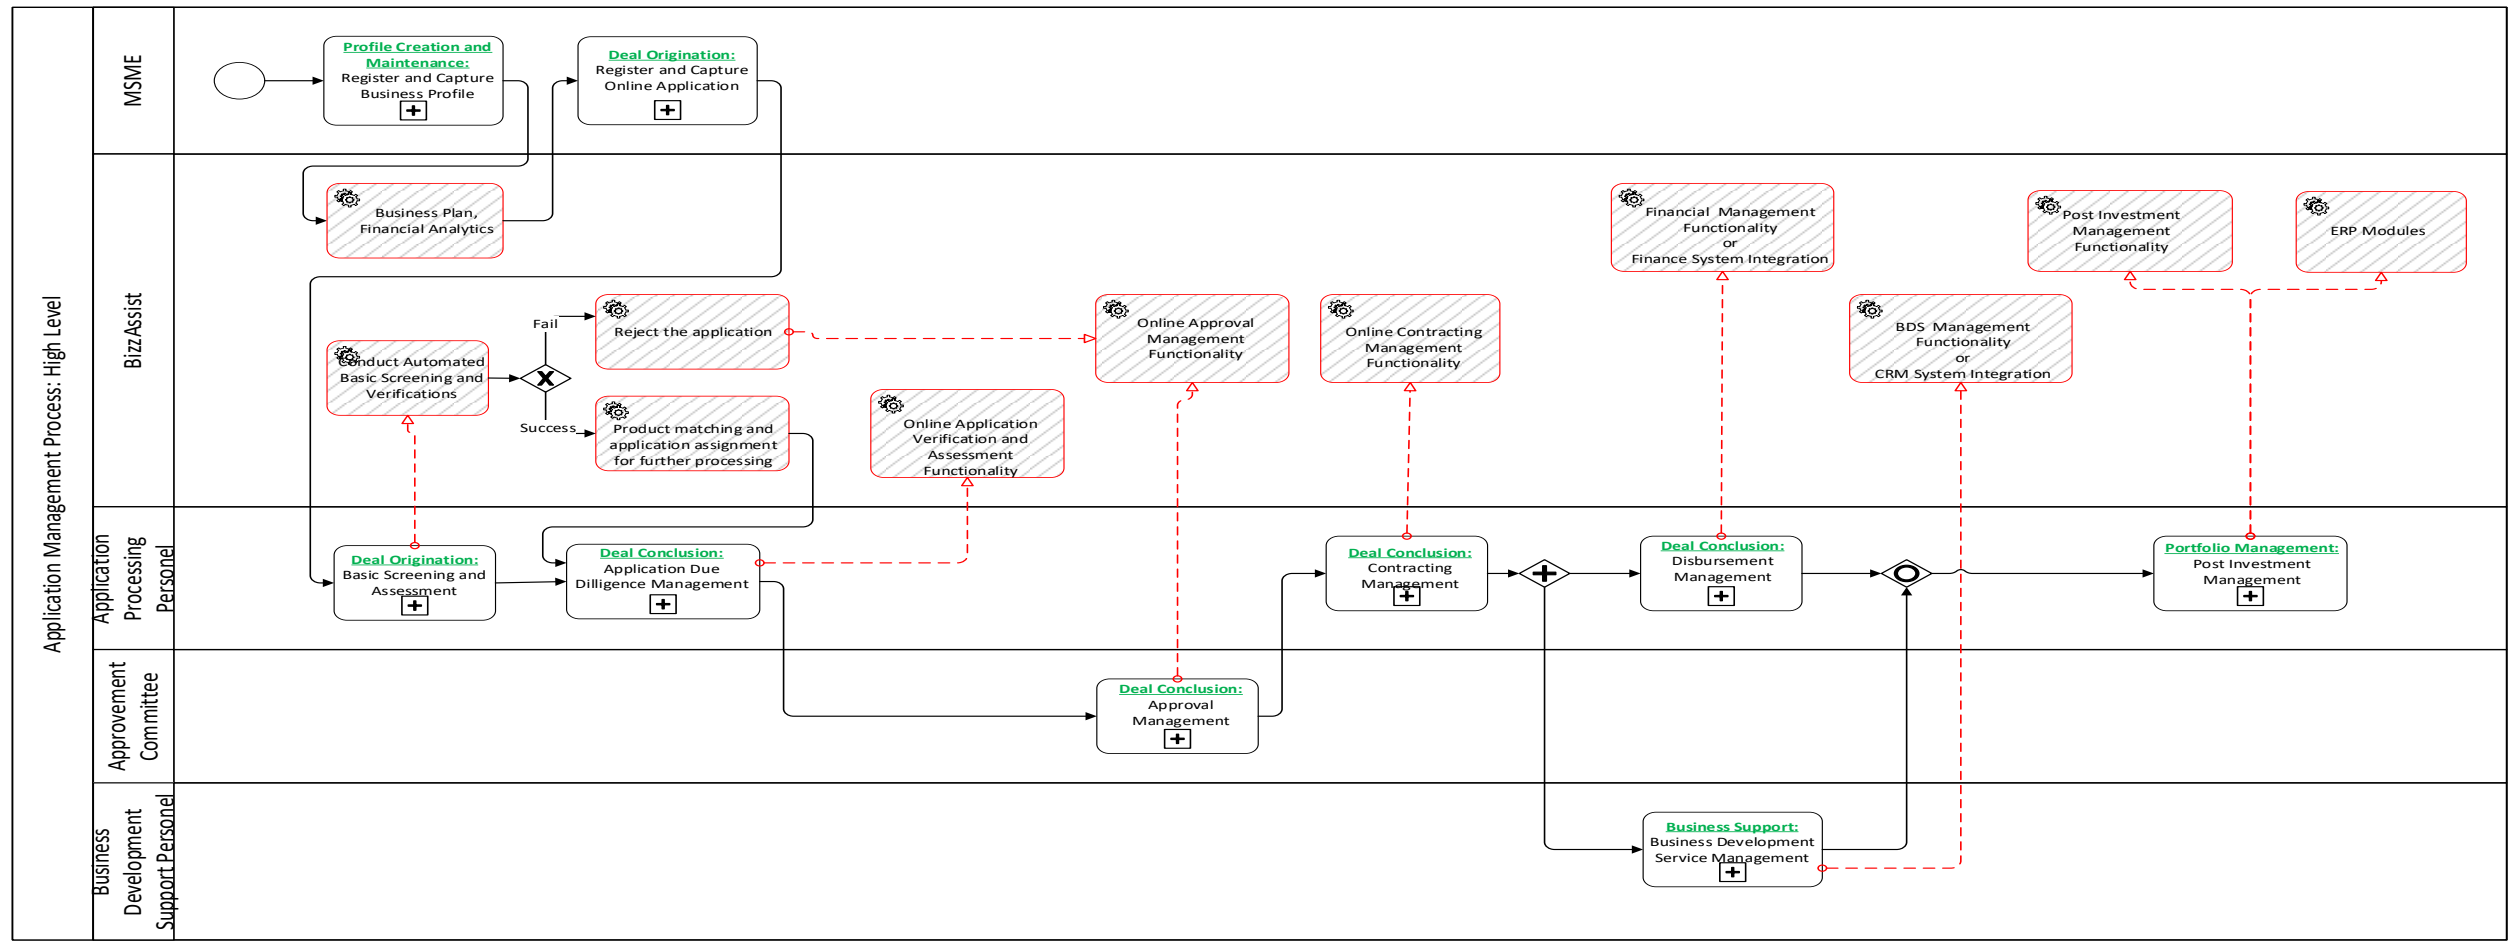 Application Management Process: High Level
MSME
Profile Creation and
Maintenance:
Register and Capture
Business Profile
Deal Origination:
Register and Capture
Online Application
BizzAssist
Business Plan,
Financial Analytics
Conduct Automated
Basic Screening and
Verifications
Fail
Success
Reject the application
Product matching and
application assignment
for further processing
Online Application
Verification and
Assessment
Functionality
Online Approval
Management
Functionality
Online Contracting
Management
Functionality
Financial Management
Functionality
or
Finance System Integration
BDS Management
Functionality
or
CRM System Integration
Post Investment
Management
Functionality
ERP Modules
Application
Processing
Personel
Deal Origination:
Basic Screening and
Assessment
Deal Conclusion:
Application Due
Dilligence Management
Deal Conclusion:
Contracting
Management
Deal Conclusion:
Disbursement
Management
Portfolio Management:
Post Investment
Management
Approvement
Committee
Deal Conclusion:
Approval
Management
Business
Development
Support Personel
Business Support:
Business Development
Service Management